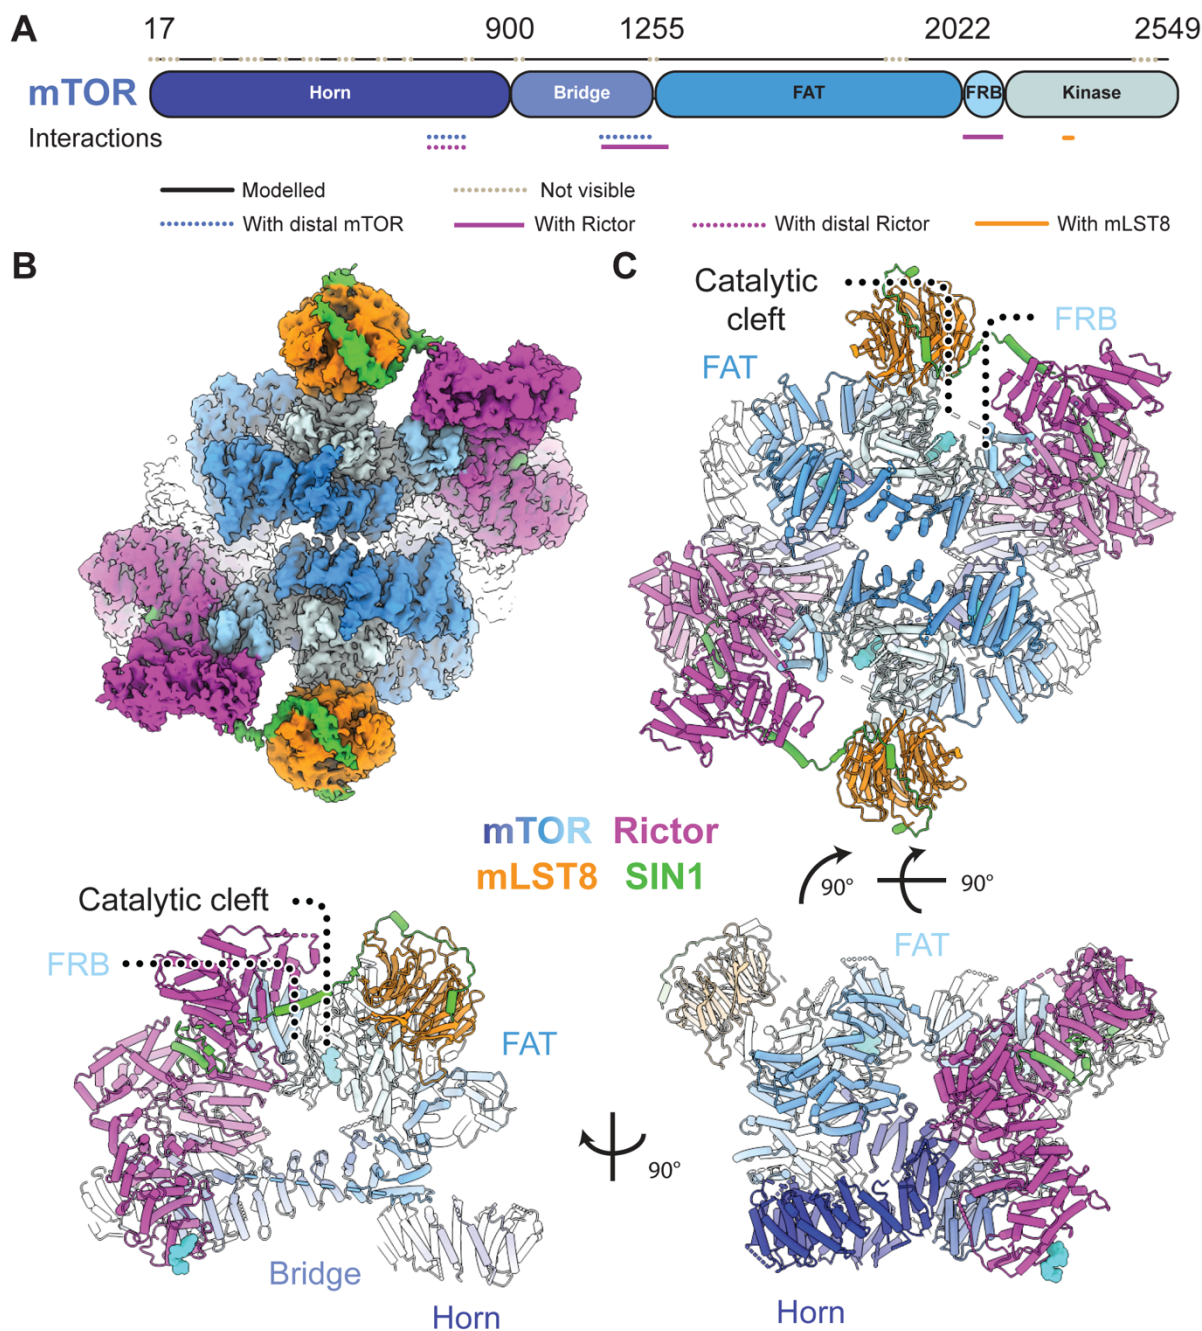 A
17 900 1255 2022 2549
mTOR Horn Bridge FAT FRB Kinase
Interactions
Modelled Not visible
With distal mTOR With Rictor With distal Rictor With mLST8
B C
Catalytic
cleft
FRB
FAT
mTOR Rictor
mLST8 SIN1
90° 90°
Catalytic cleft
FRB
FAT
FAT
90°
Bridge
Horn
Horn